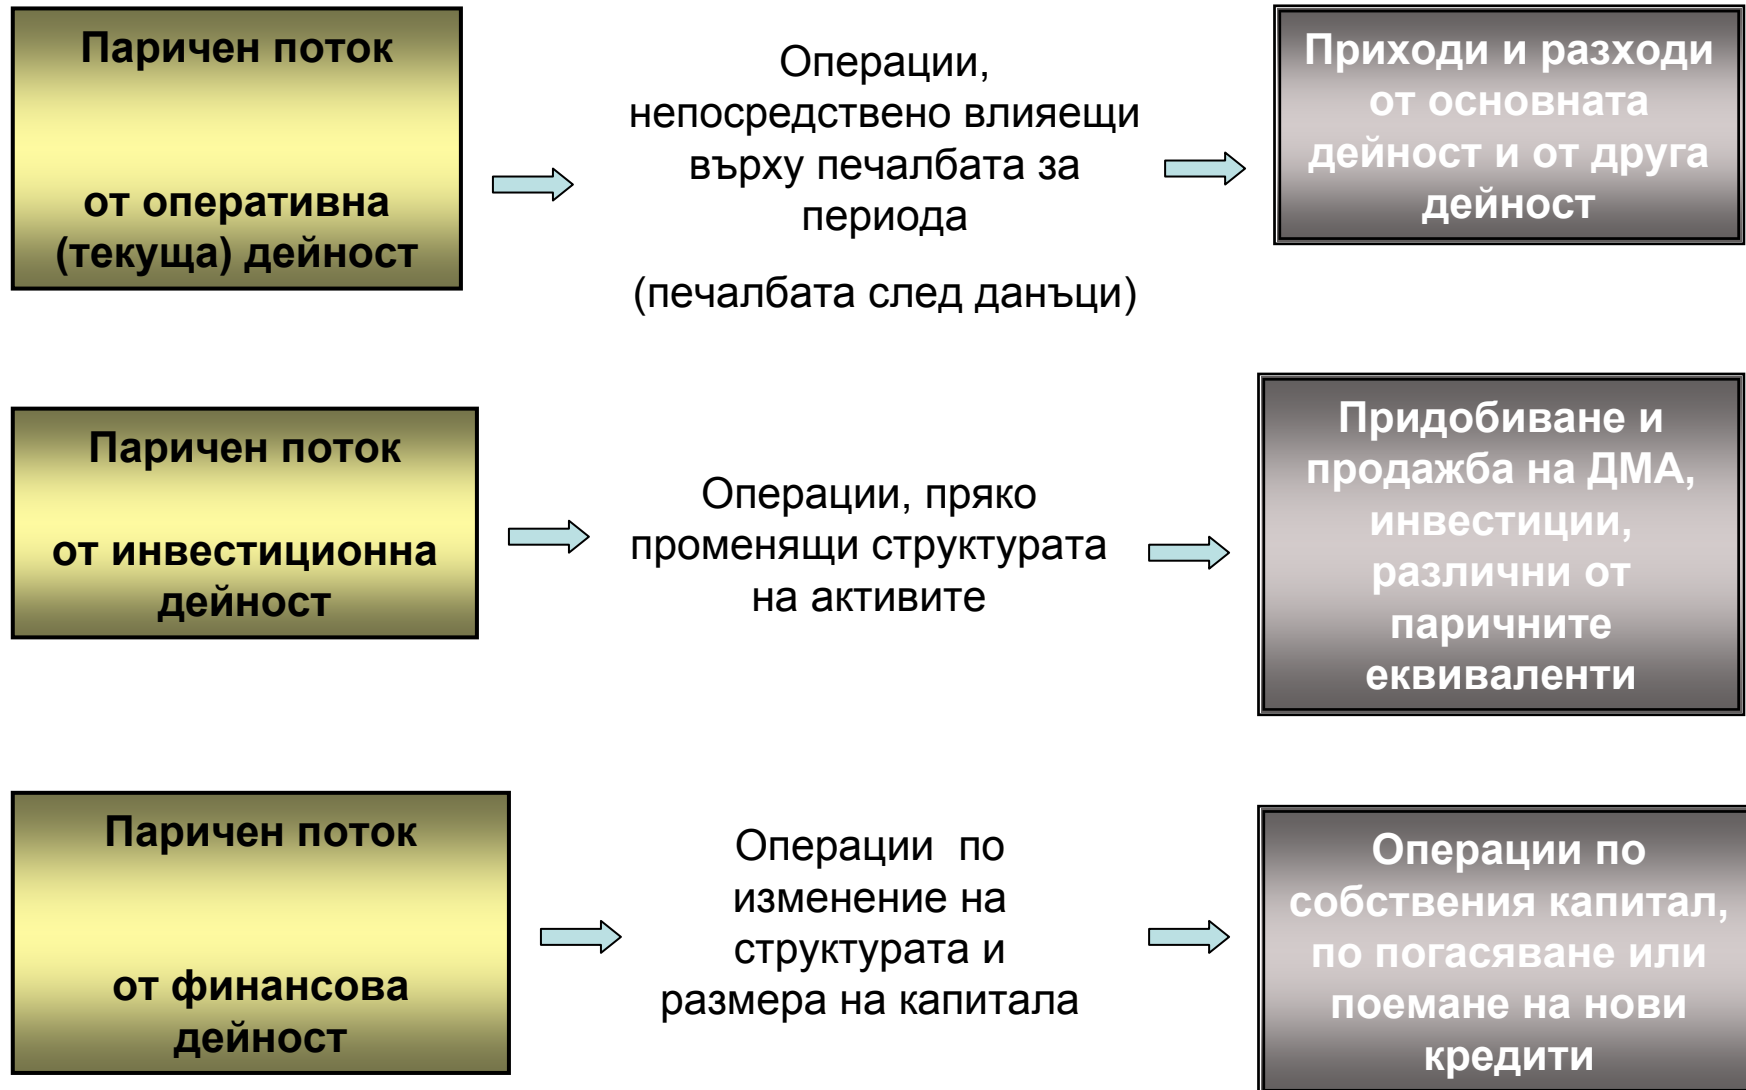 Паричен поток
от оперативна
(текуща) дейност
Операции,
непосредствено влияещи
върху печалбата за
периода
(печалбата след данъци)
Приходи и разходи
от основната
дейност и от друга
дейност
Паричен поток
от инвестиционна
дейност
Операции, пряко
променящи структурата
на активите
Придобиване и
продажба на ДМА,
инвестиции,
различни от
паричните
еквиваленти
Паричен поток
от финансова
дейност
Операции по
изменение на
структурата и
размера на капитала
Операции по
собствения капитал,
по погасяване или
поемане на нови
кредити